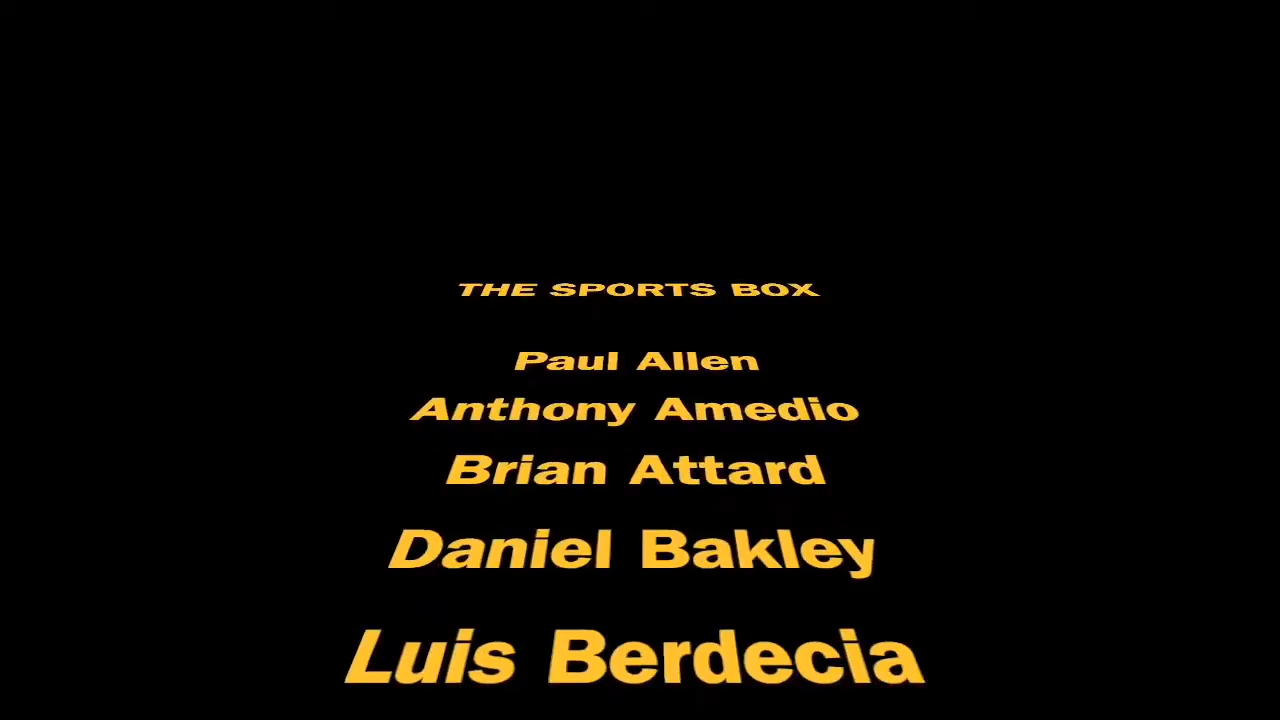 THE SPORTS BOX
Paul Allen
Anthony Amedio
Brian Attard
Daniel Bakley
Luis Berdecia